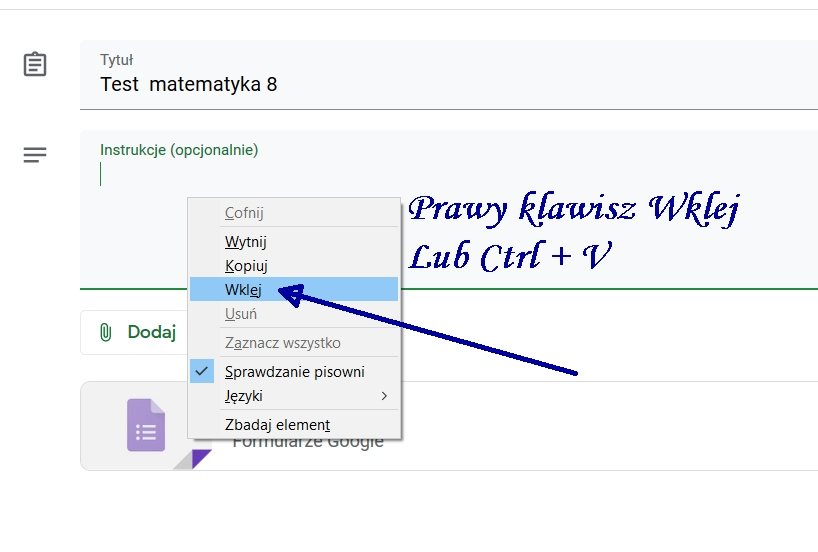 Tytuł
Test  matematyka 8
Instrukcje (opcjonalnie)
Prawy klawisz Wklej
Lub Ctrl + V
Cofnij
Wytnij
Kopiuj
Wklej
Usuń
Zaznacz wszystko
Sprawdzanie pisowni
Języki
Zbadaj element
Dodaj
Formularze Google